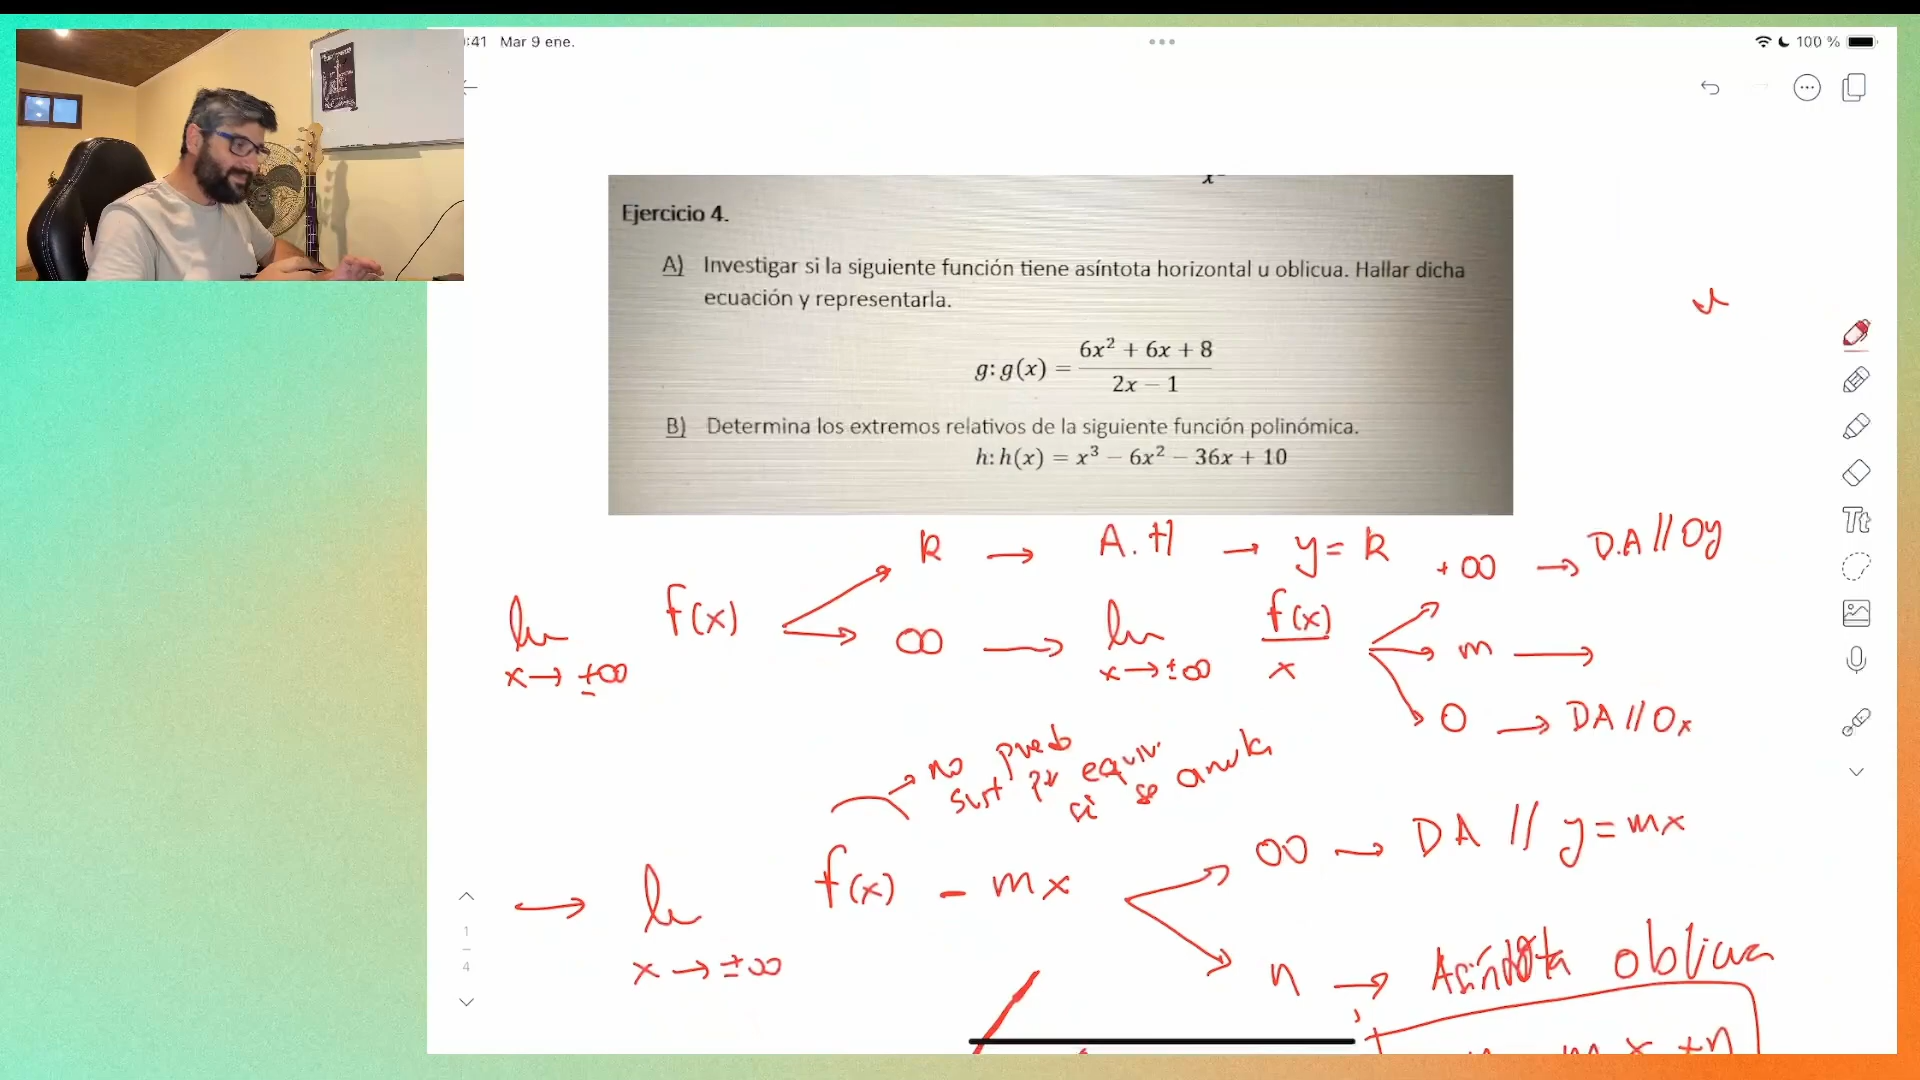 :41 Mar 9 ene.
100 %
Ejercicio 4.
A) Investigar si la siguiente función tiene asíntota horizontal u oblicua. Hallar dicha
ecuación y representarla.
g: g(x) = \frac{6x² + 6x + 8}{2x − 1}
B) Determina los extremos relativos de la siguiente función polinómica.
h: h(x) = x³ − 6x² − 36x + 10
k → A.H → y = k
+∞ → D.A // Oy
lim x→ ±∞ f(x)
∞ → lim x→ ±∞ f(x)/x
m →
0 → DA // Ox
→ no puedo
sust equiv.
si se anula
→ lim x→ ±∞ f(x) − mx
∞ → DA // y = mx
n → Asíntota oblicua
mx + n
Tt
1
4